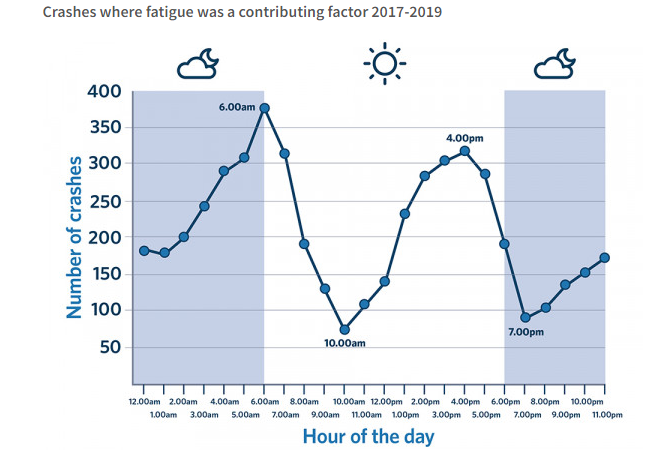 Crashes where fatigue was a contributing factor 2017-2019
400
350
300
250
200
150
100
50
Number of crashes
6.00am
4.00pm
10.00am
7.00pm
12.00am 2.00am 4.00am 6.00am 8.00am 10.00am 12.00pm 2.00pm 4.00pm 6.00pm 8.00pm 10.00pm
1.00am 3.00am 5.00am 7.00am 9.00am 11.00am 1.00pm 3.00pm 5.00pm 7.00pm 9.00pm 11.00pm
Hour of the day